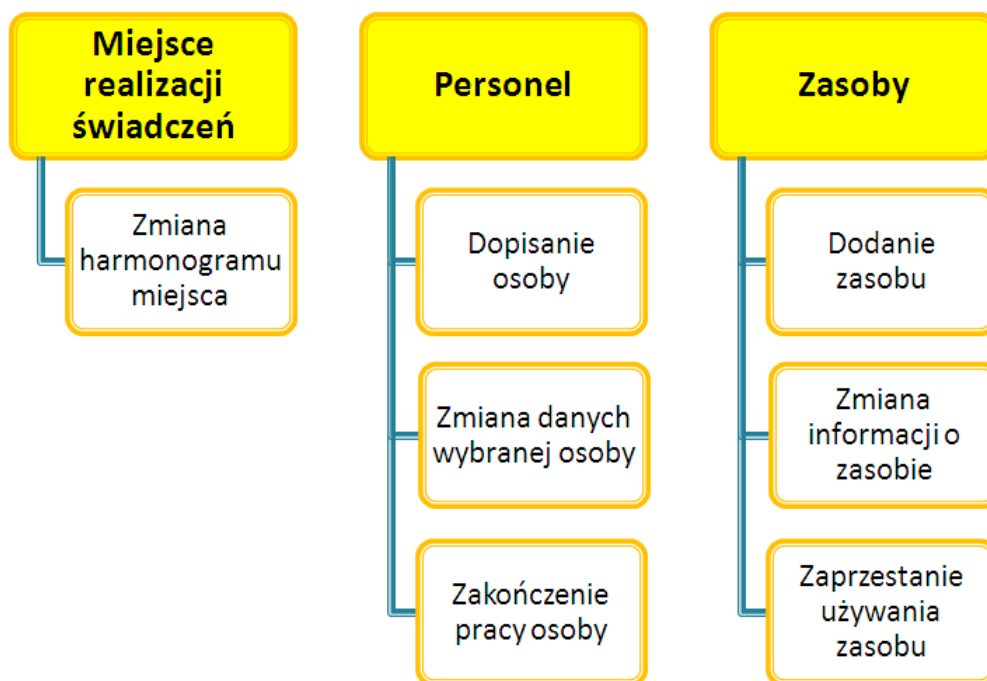 Miejsce
realizacji
świadczeń
Zmiana
harmonogramu
miejsca
Personel
Dopisanie
osoby
Zmiana danych
wybranej osoby
Zakończenie
pracy osoby
Zasoby
Dodanie
zasobu
Zmiana
informacji o
zasobie
Zaprzestanie
używania
zasobu